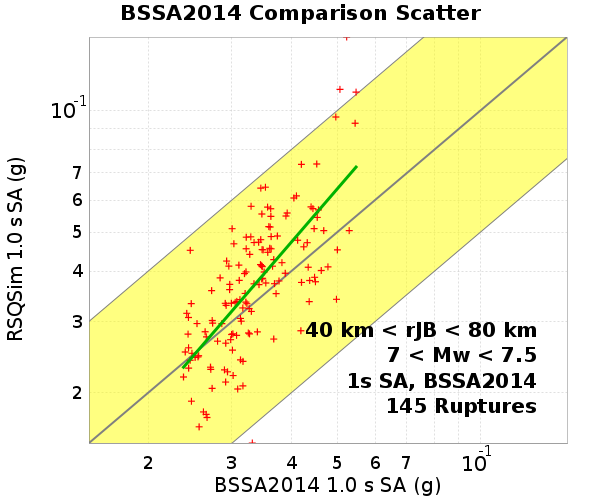 BSSA2014 Comparison Scatter
RSQSim 1.0 s SA (g)
10-1
7
6
5
4
3
2
40 km < rJB < 80 km
7 < Mw < 7.5
1s SA, BSSA2014
145 Ruptures
2 3 4 5 6 7 10-1
BSSA2014 1.0 s SA (g)